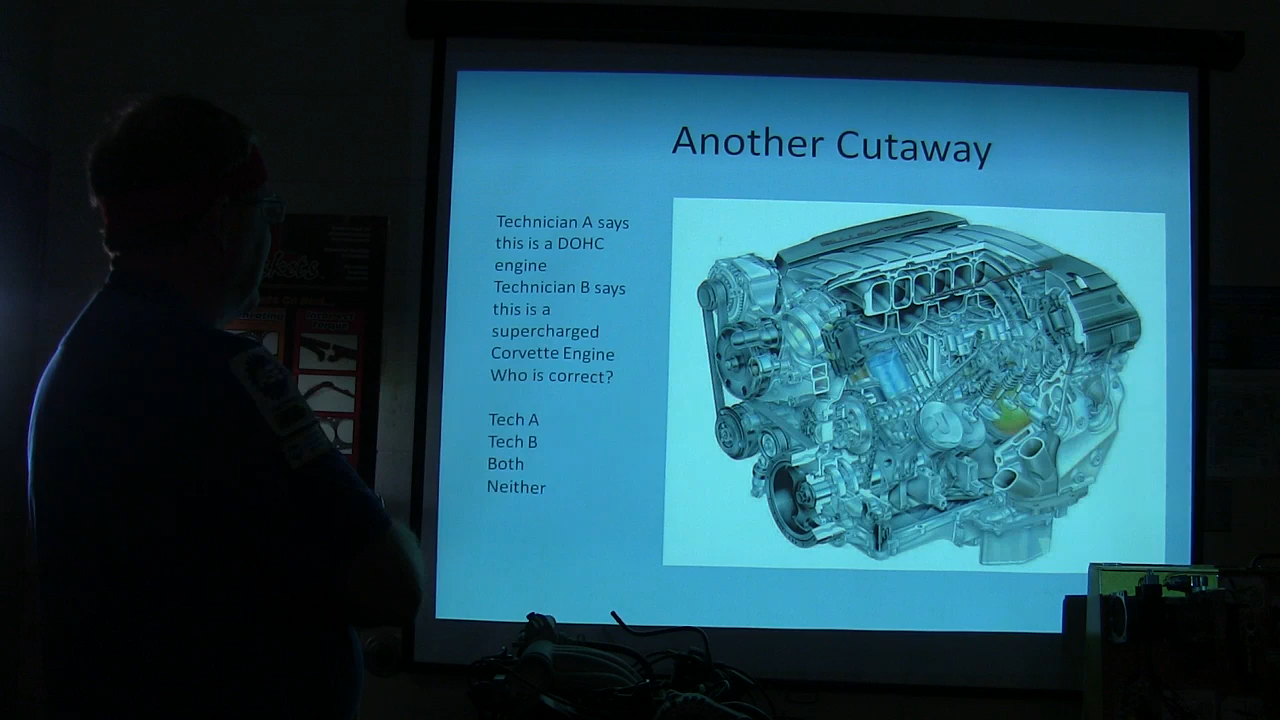 Another Cutaway
Technician A says
this is a DOHC
engine
Technician B says
this is a
supercharged
Corvette Engine
Who is correct?
Tech A
Tech B
Both
Neither